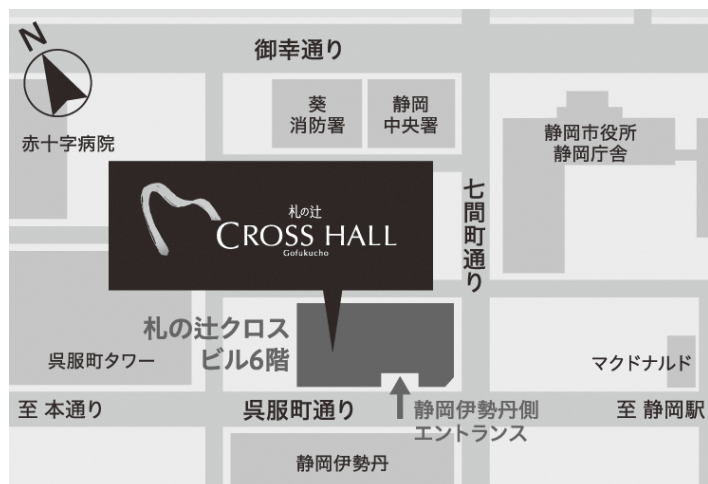 N
御幸通り
葵
消防署
静岡
中央署
静岡市役所
静岡庁舎
赤十字病院
七間町通り
札の辻
CROSS HALL
Gofukucho
札の辻クロス
ビル6階
呉服町タワー
マクドナルド
至 本通り
呉服町通り
静岡伊勢丹側
エントランス
至 静岡駅
静岡伊勢丹